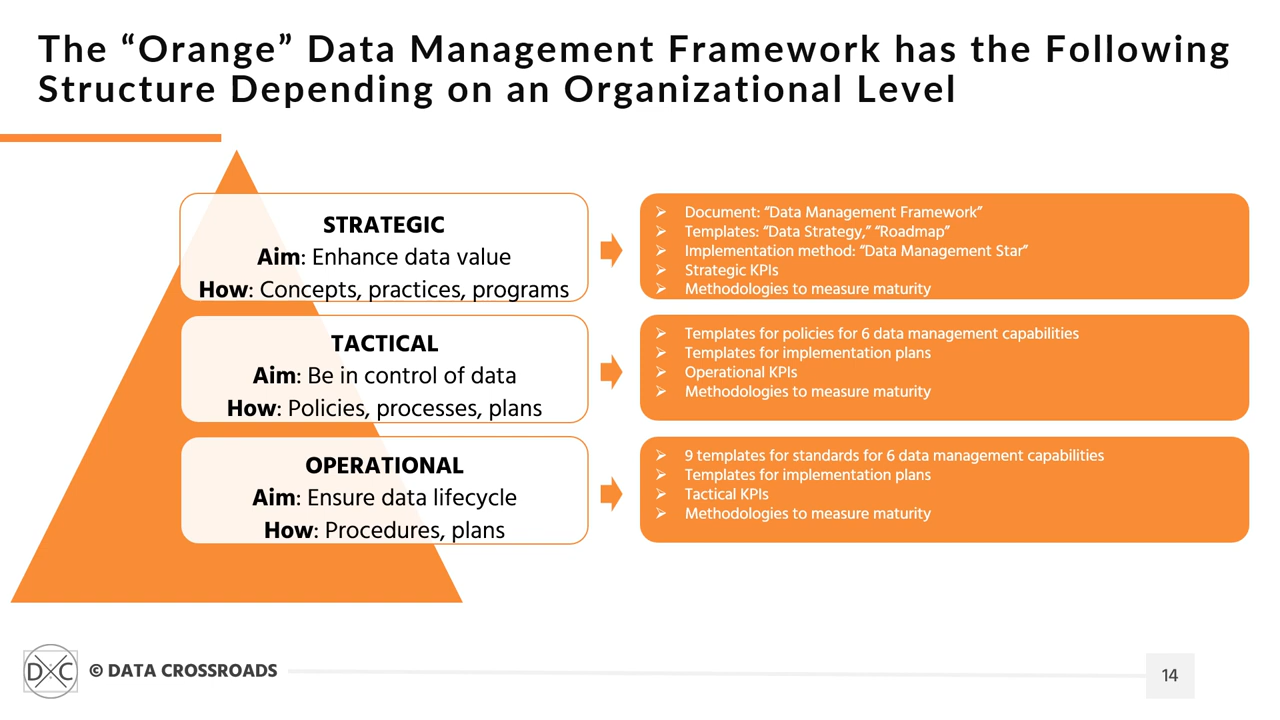 The “Orange” Data Management Framework has the Following
Structure Depending on an Organizational Level
STRATEGIC
Aim: Enhance data value
How: Concepts, practices, programs
➢ Document: “Data Management Framework”
➢ Templates: “Data Strategy,” “Roadmap”
➢ Implementation method: “Data Management Star”
➢ Strategic KPIs
➢ Methodologies to measure maturity
TACTICAL
Aim: Be in control of data
How: Policies, processes, plans
➢ Templates for policies for 6 data management capabilities
➢ Templates for implementation plans
➢ Operational KPIs
➢ Methodologies to measure maturity
OPERATIONAL
Aim: Ensure data lifecycle
How: Procedures, plans
➢ 9 templates for standards for 6 data management capabilities
➢ Templates for implementation plans
➢ Tactical KPIs
➢ Methodologies to measure maturity
DXC
© DATA CROSSROADS
14